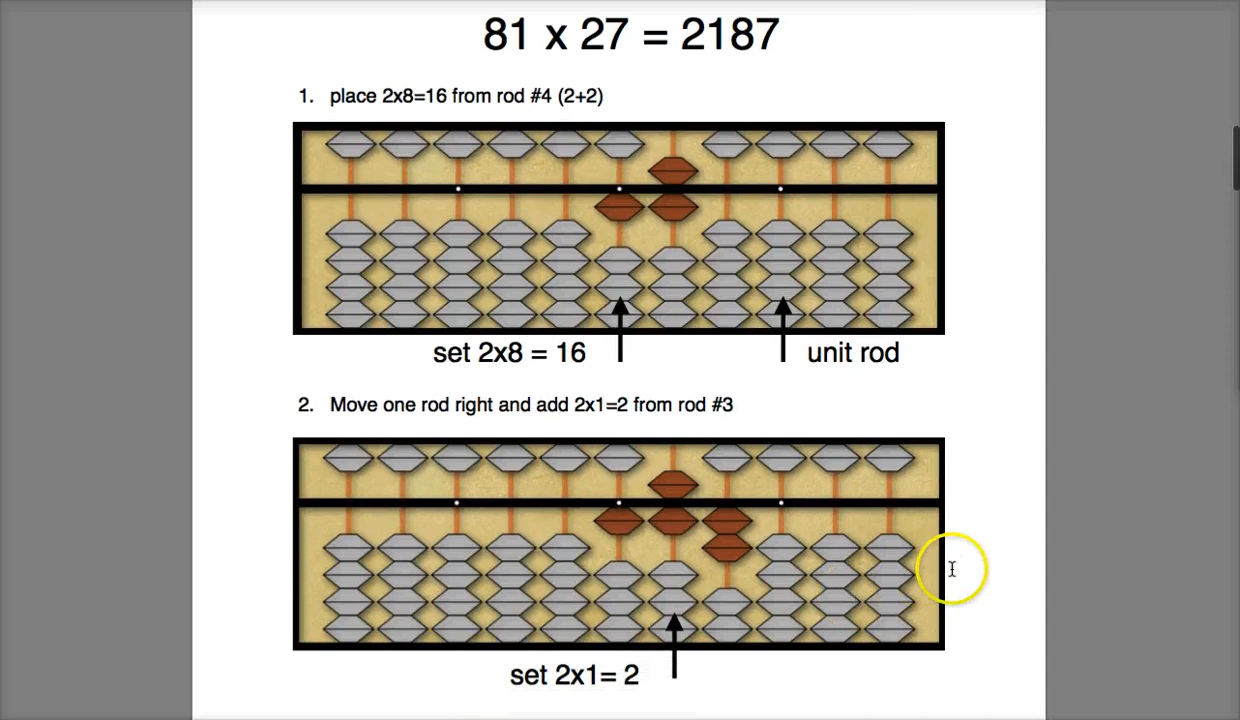 81 x 27 = 2187
1. place 2x8=16 from rod #4 (2+2)
set 2x8 = 16
unit rod
2. Move one rod right and add 2x1=2 from rod #3
set 2x1= 2